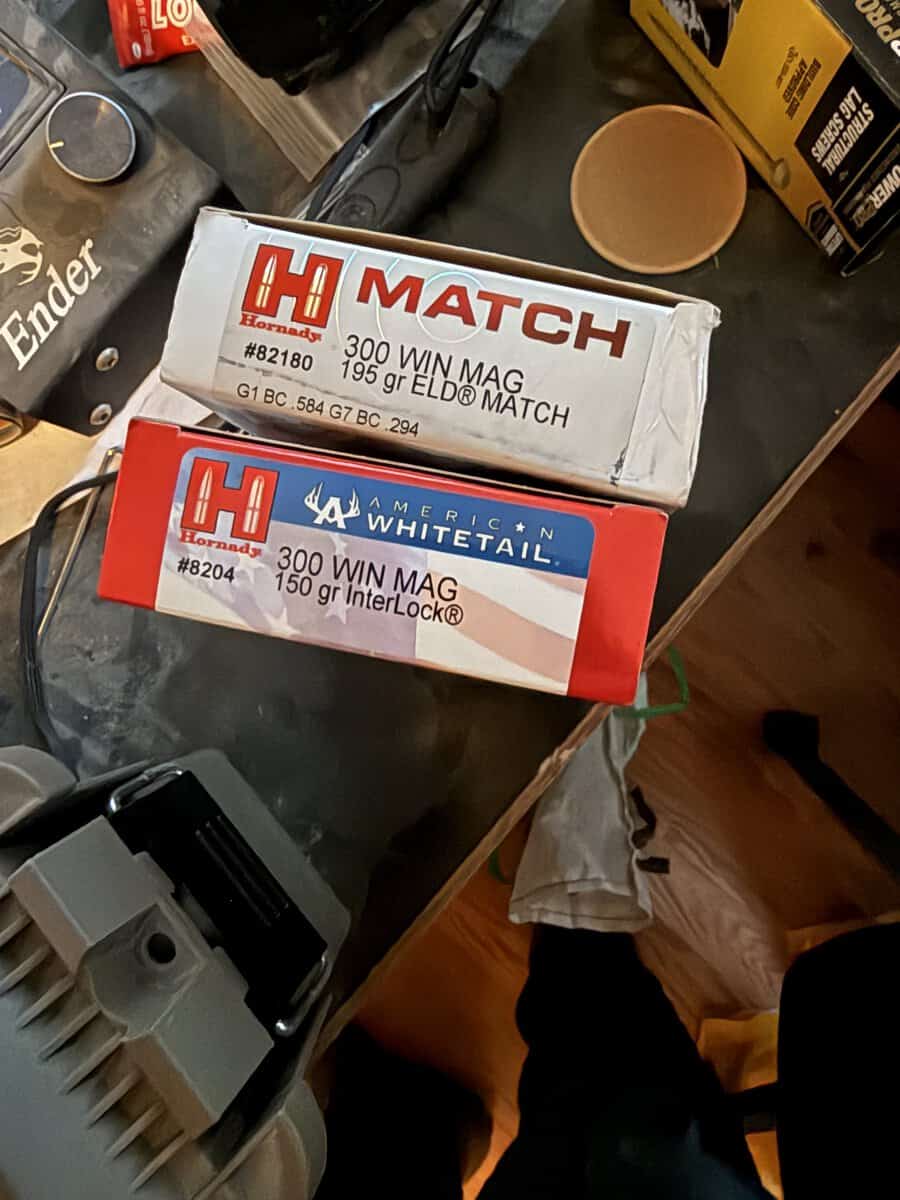 Ender
STRUCTURAL
LAG SCREWS
H
Hornady®
MATCH
#82180
300 WIN MAG
195 gr ELD® MATCH
G1 BC .584 G7 BC .294
H
Hornady®
AMERICAN
WHITETAIL
#8204
300 WIN MAG
150 gr InterLock®